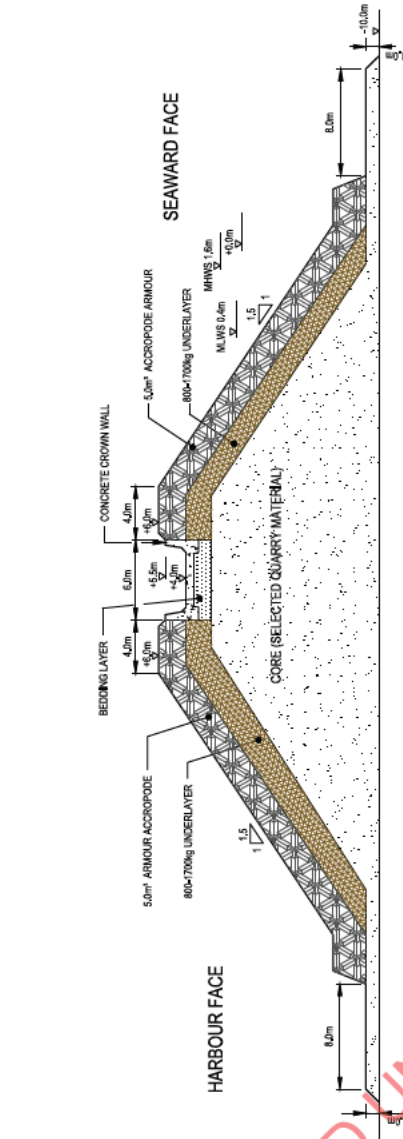 HARBOUR FACE
SEAWARD FACE
BEDDING LAYER
CONCRETE CROWN WALL
5.0m³ ARMOUR ACCROPODE
800-1700kg UNDERLAYER
5.0m³ ACCROPODE ARMOUR
800-1700kg UNDERLAYER
4.0m
6.0m
4.0m
+6.0m
+5.5m
+4.0m
+6.0m
MHWS 1.6m
+0.0m
MLWS 0.4m
1.5
1
1.5
1
CORE (SELECTED QUARRY MATERIAL)
8.0m
8.0m
-10.0m